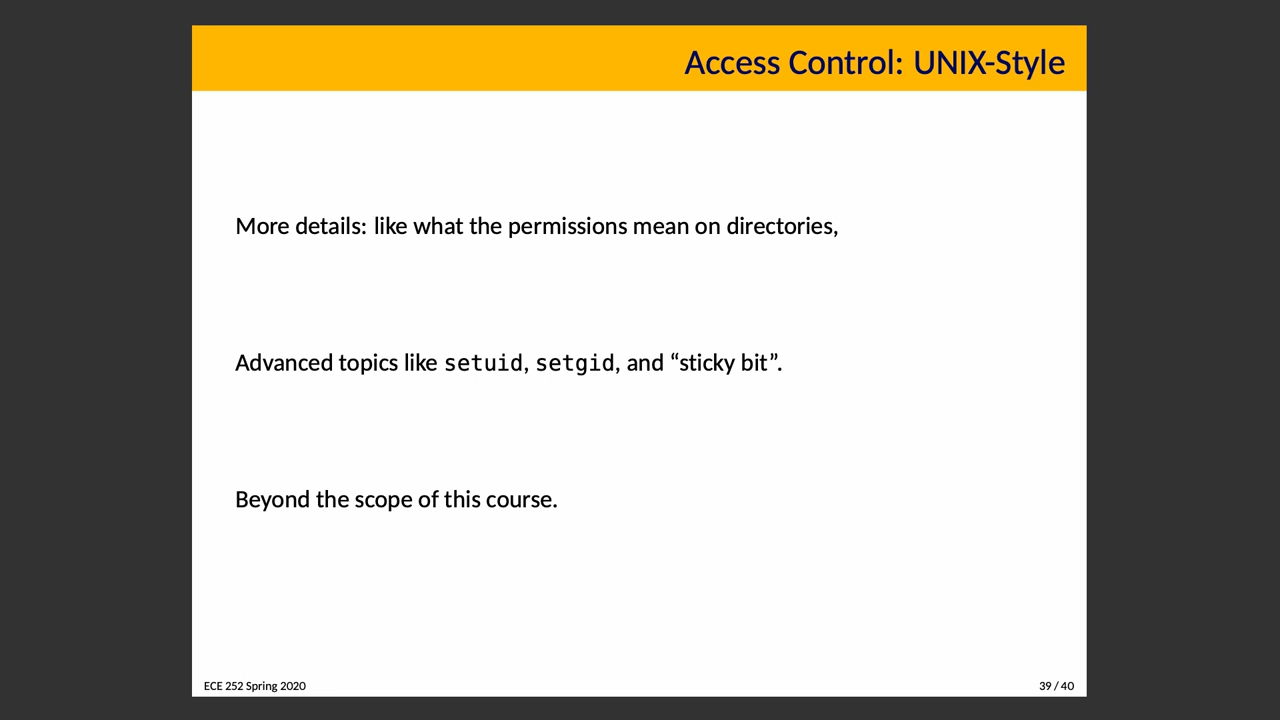 Access Control: UNIX-Style
More details: like what the permissions mean on directories,
Advanced topics like setuid, setgid, and “sticky bit”.
Beyond the scope of this course.
ECE 252 Spring 2020
39 / 40